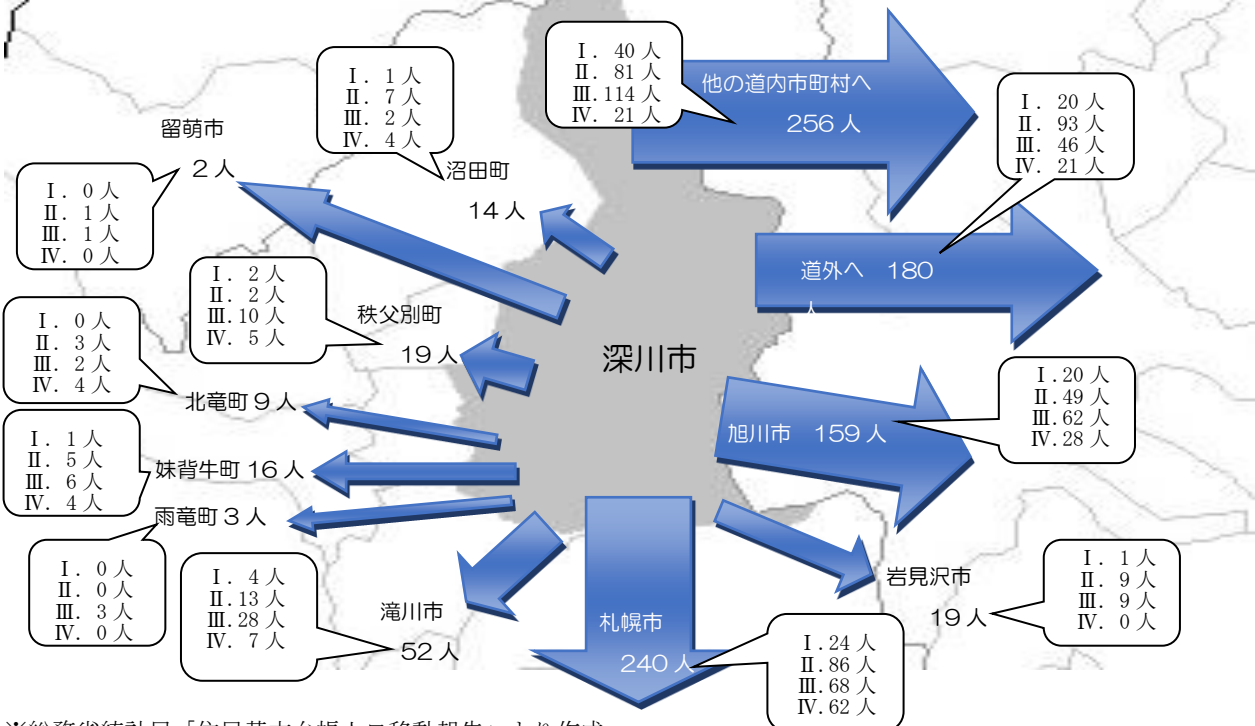 Ⅰ. 40 人
Ⅱ. 81 人
Ⅲ. 114 人
Ⅳ. 21 人
他の道内市町村へ
256 人
Ⅰ. 20 人
Ⅱ. 93 人
Ⅲ. 46 人
Ⅳ. 21 人
道外へ 180
人
Ⅰ. 1 人
Ⅱ. 7 人
Ⅲ. 2 人
Ⅳ. 4 人
沼田町
14 人
留萌市
2 人
Ⅰ. 0 人
Ⅱ. 1 人
Ⅲ. 1 人
Ⅳ. 0 人
Ⅰ. 2 人
Ⅱ. 2 人
Ⅲ. 10 人
Ⅳ. 5 人
秩父別町
19 人
深川市
Ⅰ. 0 人
Ⅱ. 3 人
Ⅲ. 2 人
Ⅳ. 4 人
北竜町 9 人
Ⅰ. 20 人
Ⅱ. 49 人
Ⅲ. 62 人
Ⅳ. 28 人
旭川市 159 人
Ⅰ. 1 人
Ⅱ. 5 人
Ⅲ. 6 人
Ⅳ. 4 人
妹背牛町 16 人
雨竜町 3 人
Ⅰ. 0 人
Ⅱ. 0 人
Ⅲ. 3 人
Ⅳ. 0 人
Ⅰ. 4 人
Ⅱ. 13 人
Ⅲ. 28 人
Ⅳ. 7 人
滝川市
52 人
札幌市
240 人
Ⅰ. 24 人
Ⅱ. 86 人
Ⅲ. 68 人
Ⅳ. 62 人
岩見沢市
19 人
Ⅰ. 1 人
Ⅱ. 9 人
Ⅲ. 9 人
Ⅳ. 0 人